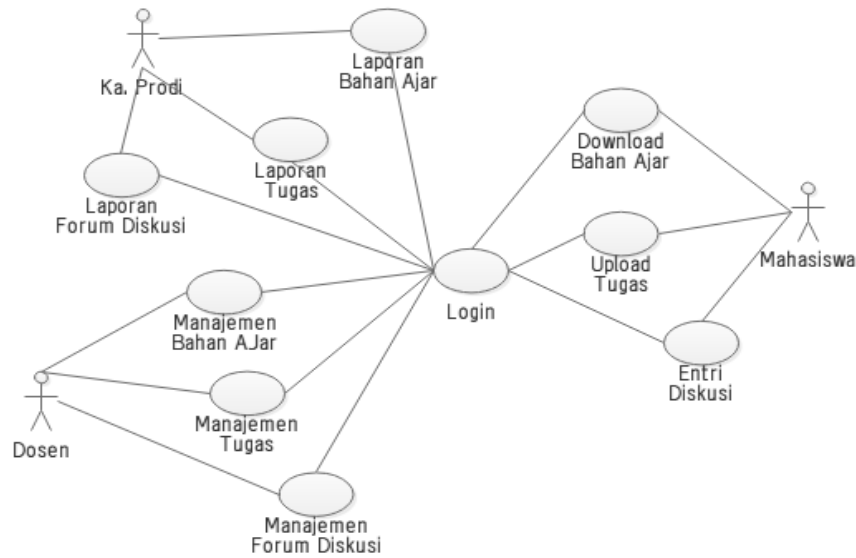 Ka. Prodi
Laporan
Bahan Ajar
Laporan
Tugas
Laporan
Forum Diskusi
Download
Bahan Ajar
Mahasiswa
Upload
Tugas
Login
Manajemen
Bahan AJar
Entri
Diskusi
Dosen
Manajemen
Tugas
Manajemen
Forum Diskusi